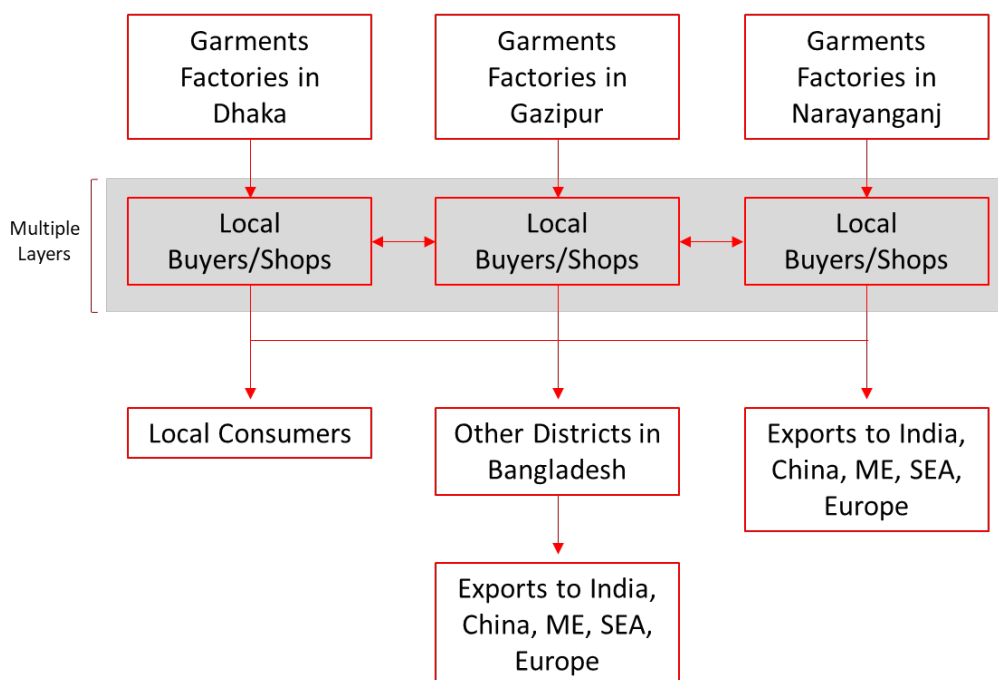 Garments
Factories in
Dhaka
Garments
Factories in
Gazipur
Garments
Factories in
Narayanganj
Multiple
Layers
Local
Buyers/Shops
Local
Buyers/Shops
Local
Buyers/Shops
Local Consumers
Other Districts in
Bangladesh
Exports to India,
China, ME, SEA,
Europe
Exports to India,
China, ME, SEA,
Europe